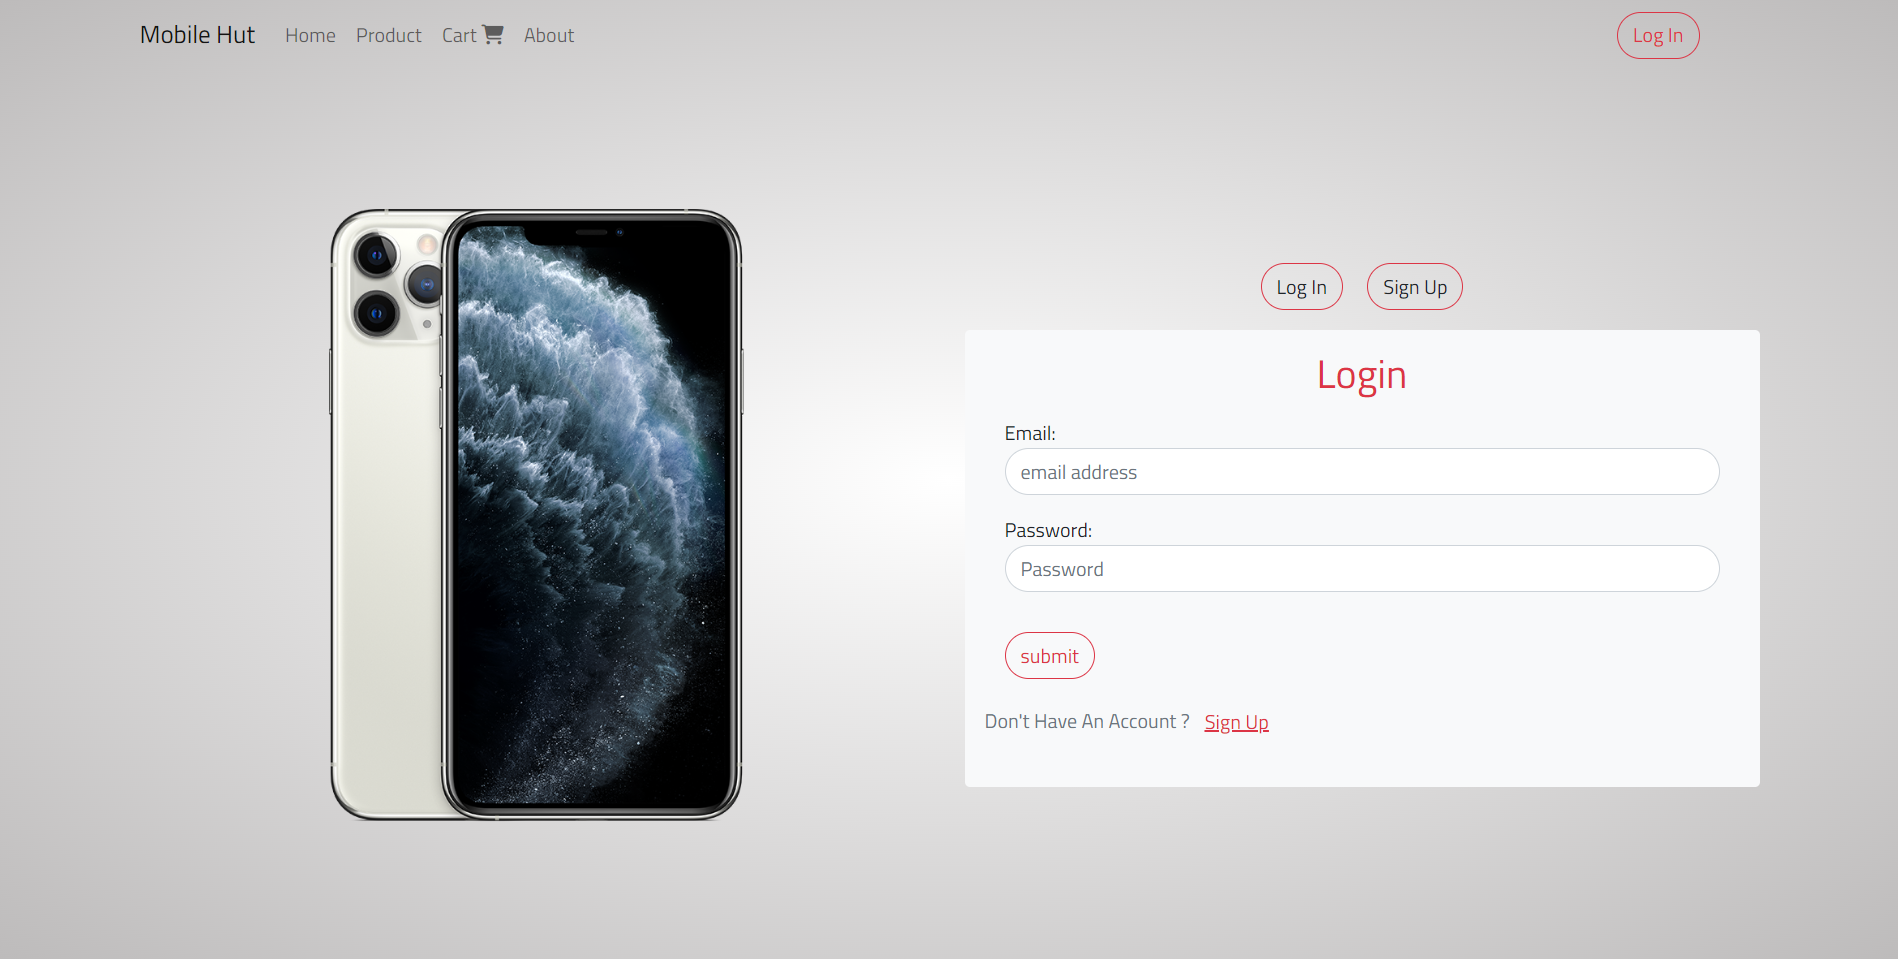 Mobile Hut Home Product Cart About Log In
Log In Sign Up
Login
Email:
email address
Password:
Password
submit
Don't Have An Account ? Sign Up